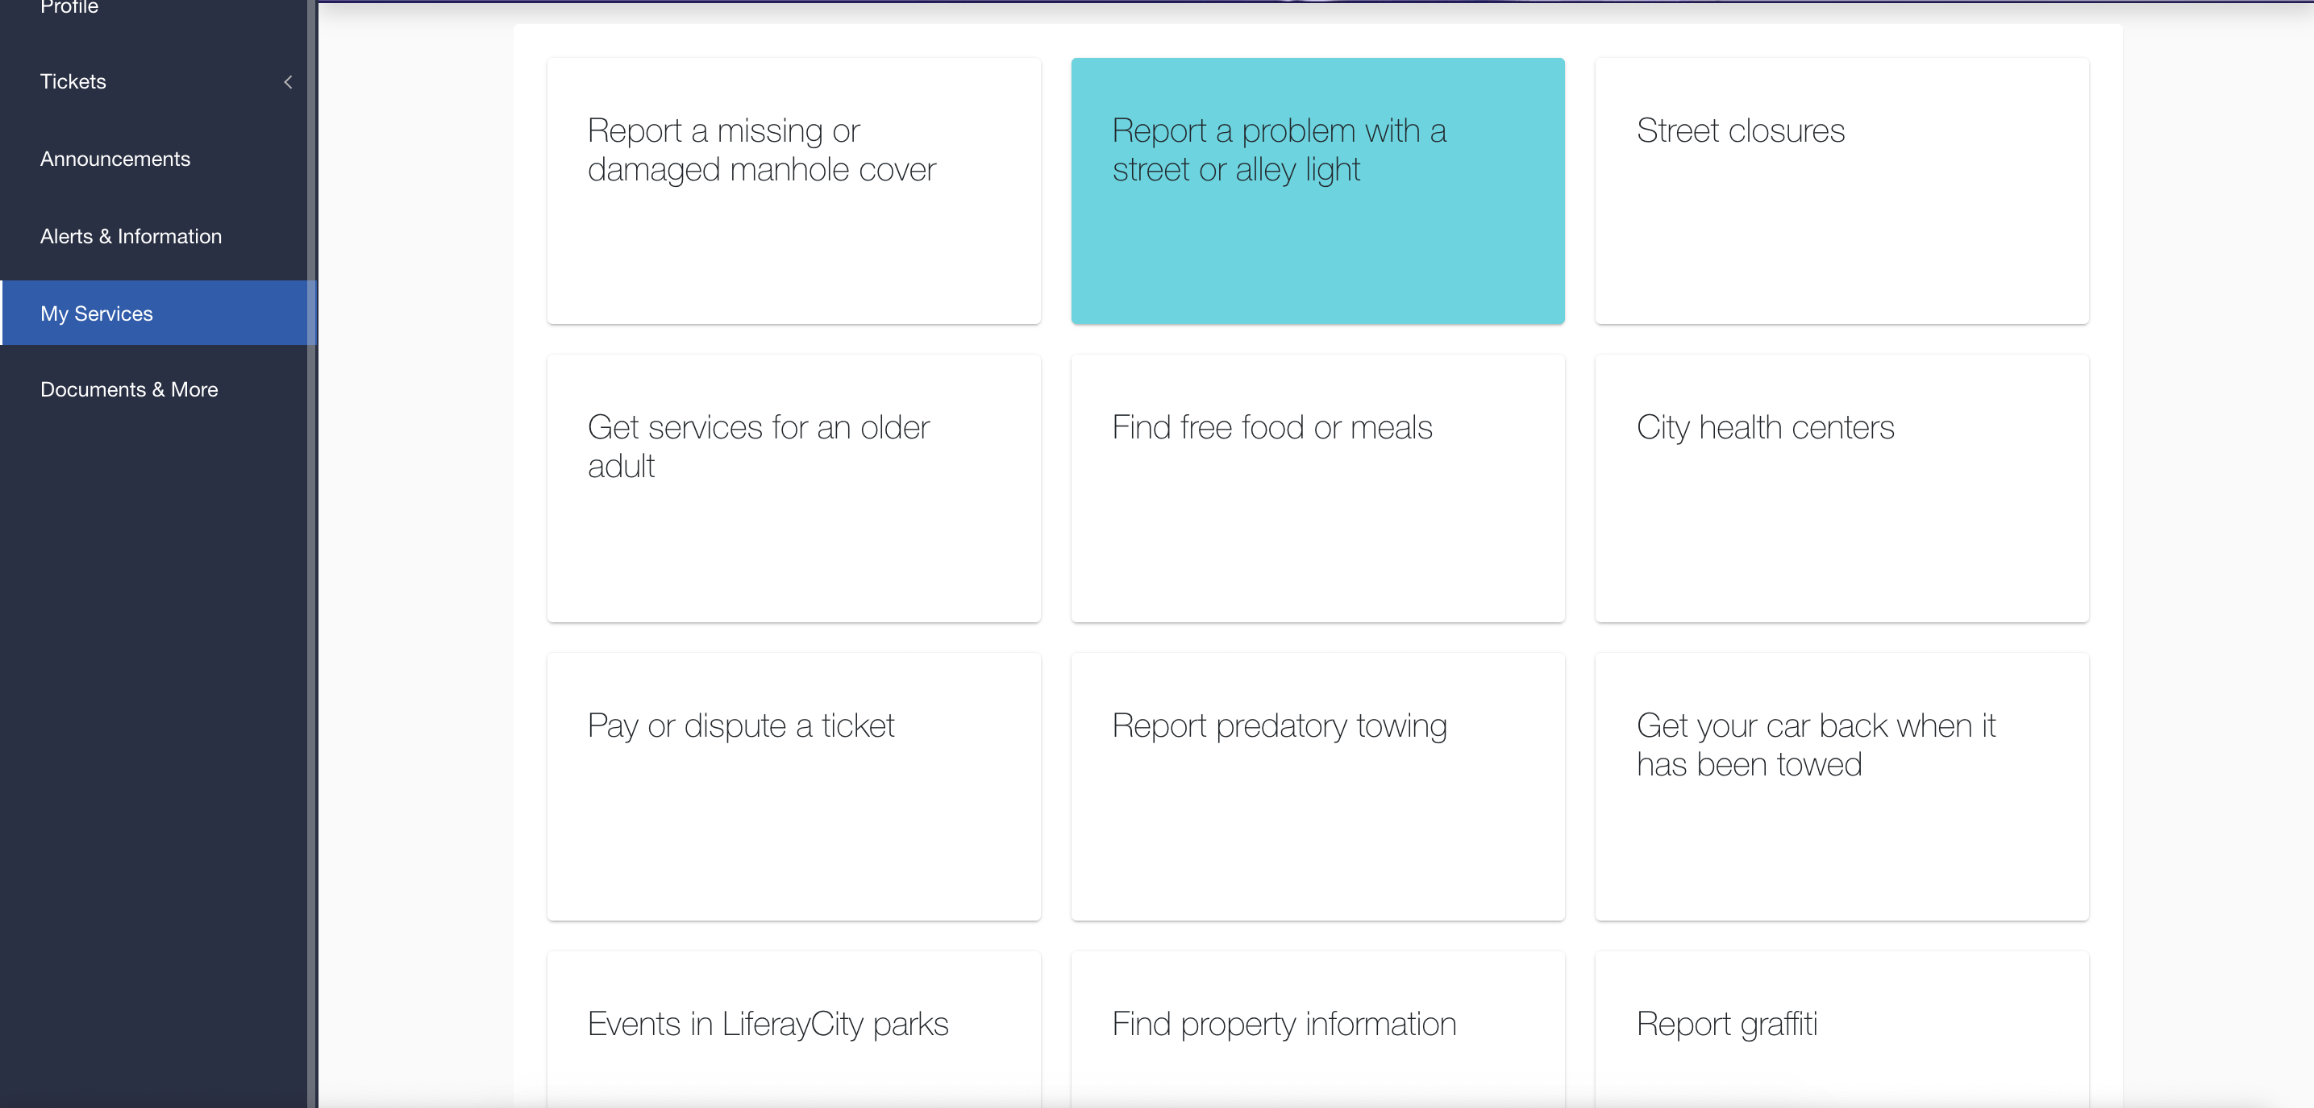 Profile
Tickets
Announcements
Alerts & Information
My Services
Documents & More
Report a missing or
damaged manhole cover
Report a problem with a
street or alley light
Street closures
Get services for an older
adult
Find free food or meals
City health centers
Pay or dispute a ticket
Report predatory towing
Get your car back when it
has been towed
Events in LiferayCity parks
Find property information
Report graffiti